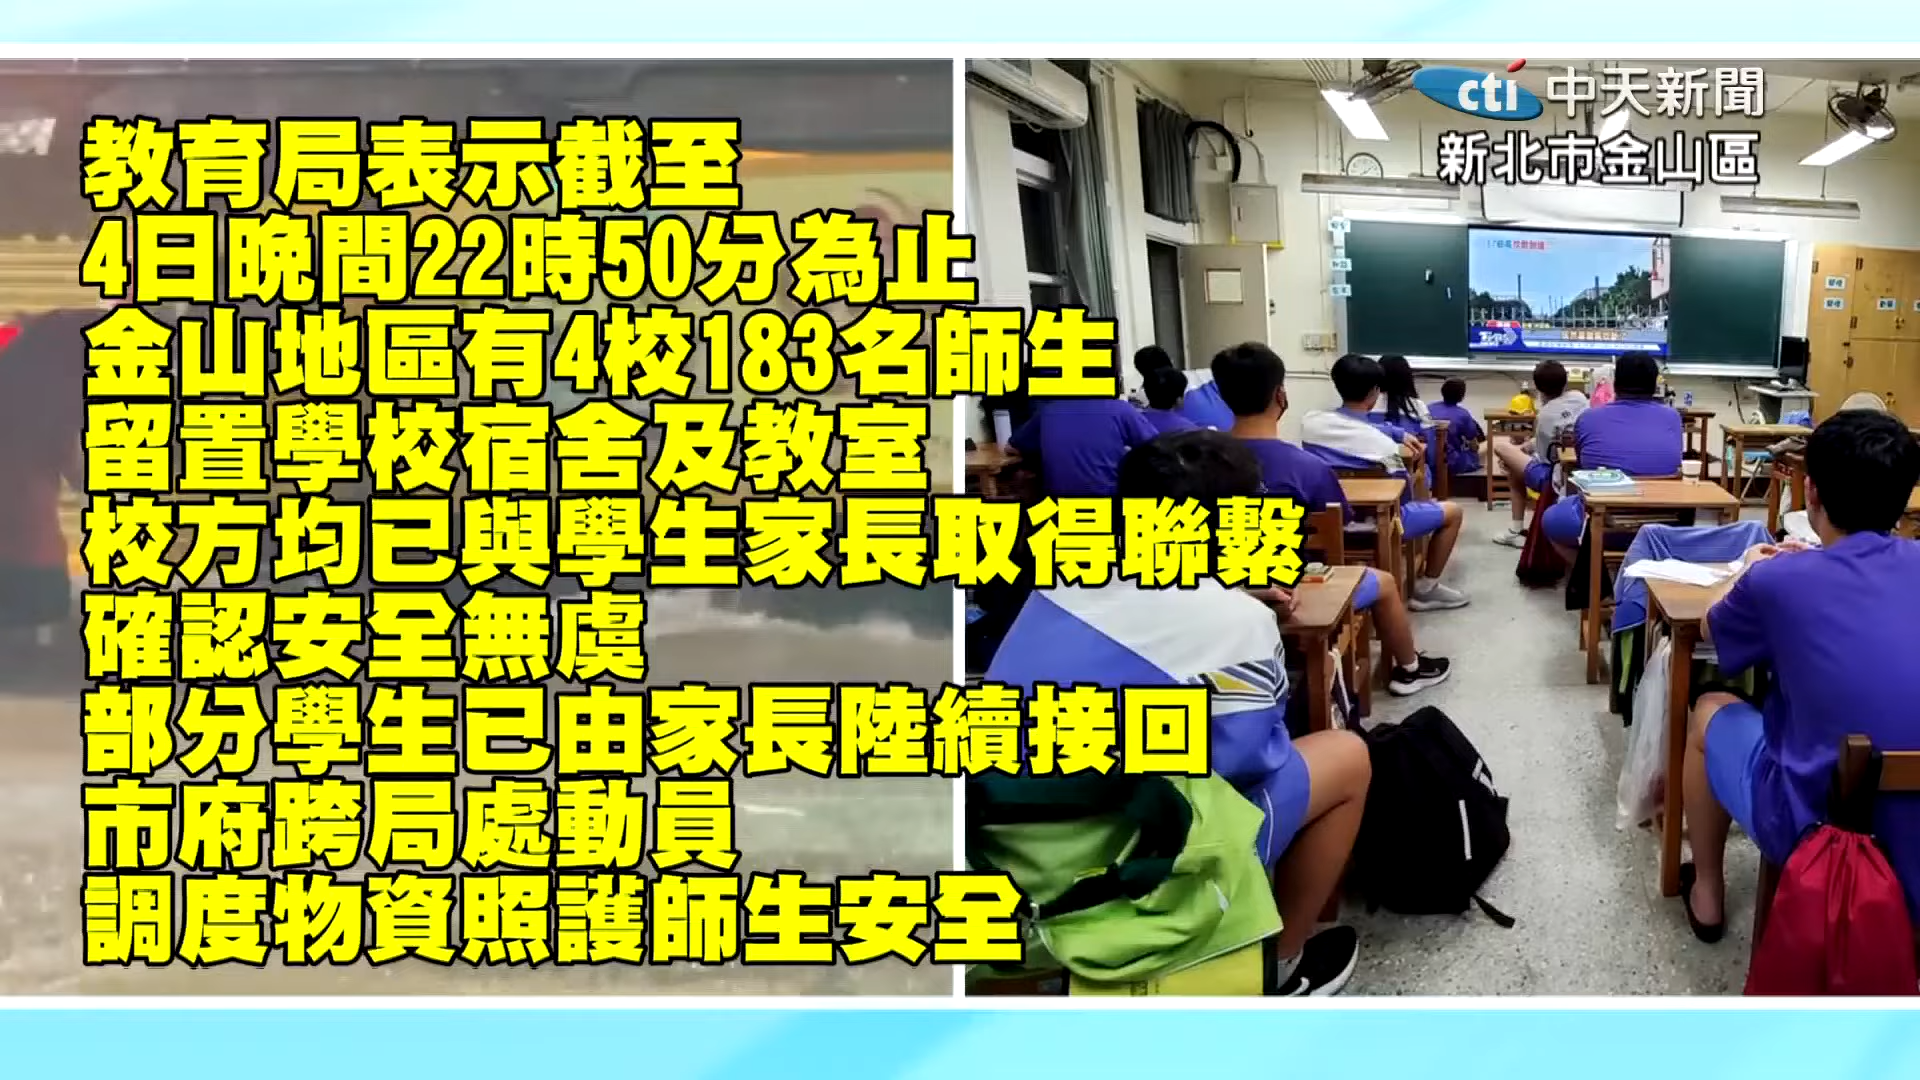 教育局表示截至
4日晚間22時50分為止
金山地區有4校183名師生
留置學校宿舍及教室
校方均已與學生家長取得聯繫
確認安全無虞
部分學生已由家長陸續接回
市府跨局處動員
調度物資照護師生安全
cti 中天新聞
新北市金山區